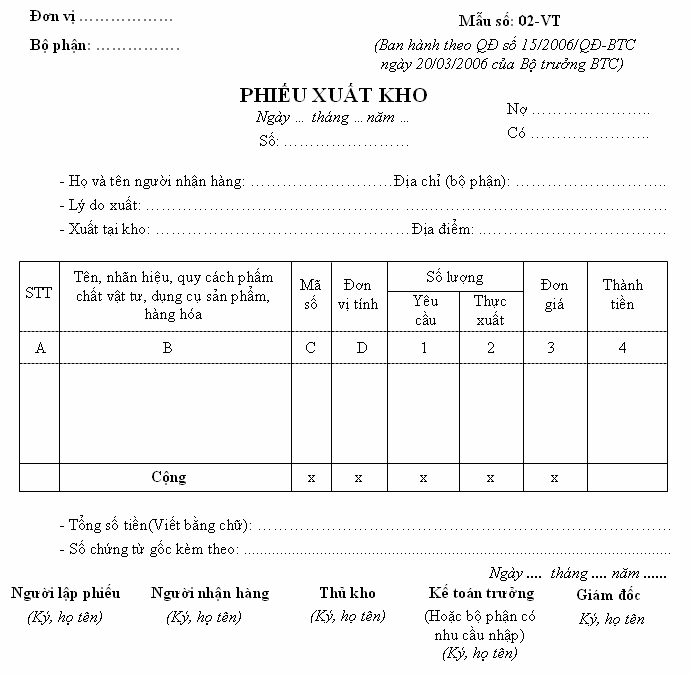 Đơn vị ………………
Mẫu số: 02-VT
Bộ phận: …………….
(Ban hành theo QĐ số 15/2006/QĐ-BTC
ngày 20/03/2006 của Bộ trưởng BTC)
PHIẾU XUẤT KHO
Ngày ... tháng ... năm ...
Nợ …………………..
Số: ……………………
Có …………………..
- Họ và tên người nhận hàng: ………………………Địa chỉ (bộ phận): ………………………..
- Lý do xuất: ………………………………………… ……………………………………………
- Xuất tại kho: …………………………………………Địa điểm: ………………………………
STT Tên, nhãn hiệu, quy cách phẩm chất vật tư, dụng cụ sản phẩm, hàng hóa Mã số Đơn vị tính Số lượng Đơn giá Thành tiền
Yêu cầu Thực xuất
A B C D 1 2 3 4
Cộng x x x x x
- Tổng số tiền(Viết bằng chữ): ……………………………………………………………………
- Số chứng từ gốc kèm theo: ........................................................................
Ngày .... tháng .... năm ......
Người lập phiếu Người nhận hàng Thủ kho Kế toán trưởng Giám đốc
(Ký, họ tên) (Ký, họ tên) (Ký, họ tên) (Hoặc bộ phận có Ký, họ tên
nhu cầu nhập)
(Ký, họ tên)